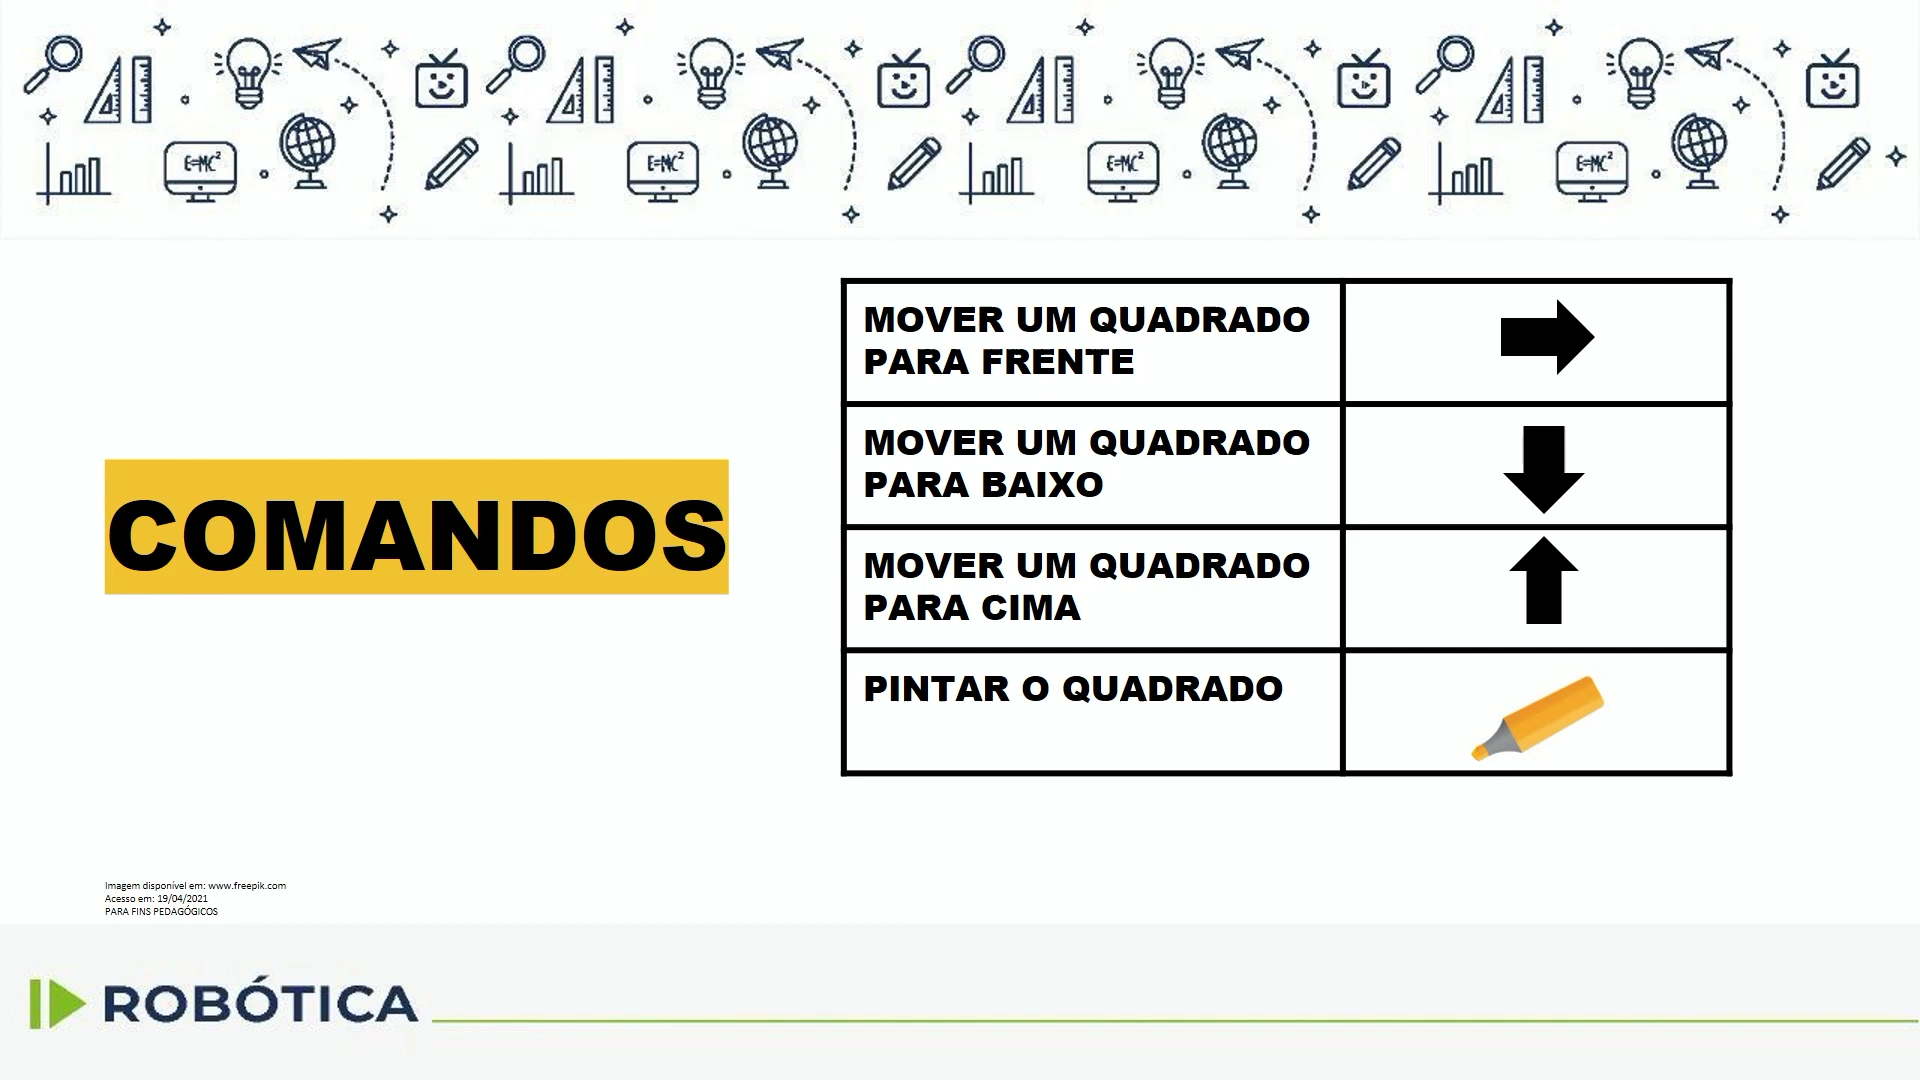 E=MC²
E=MC²
E=MC²
E=MC²
MOVER UM QUADRADO
PARA FRENTE
MOVER UM QUADRADO
PARA BAIXO
COMANDOS
MOVER UM QUADRADO
PARA CIMA
PINTAR O QUADRADO
Imagem disponível em: www.freepik.com
Acesso em: 19/04/2021
PARA FINS PEDAGÓGICOS
ROBÓTICA